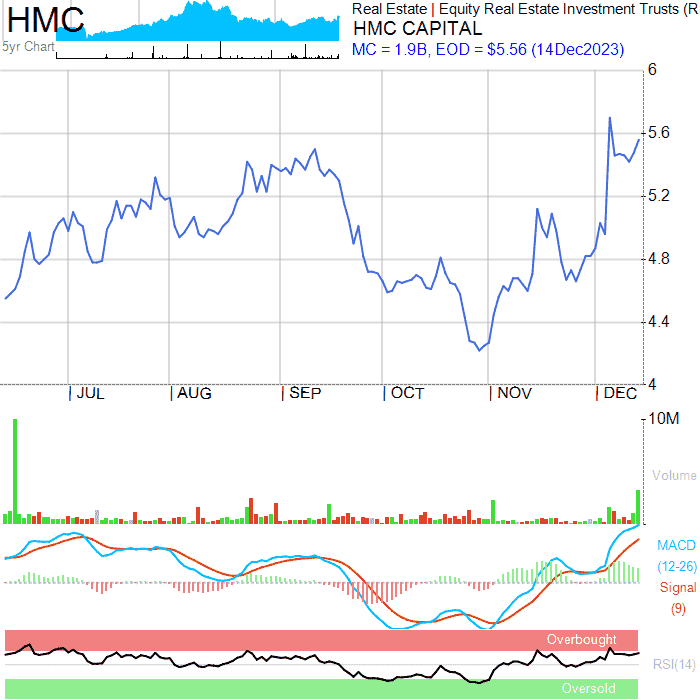 HMC
5yr Chart
Real Estate | Equity Real Estate Investment Trusts (R
HMC CAPITAL
MC = 1.9B, EOD = $5.56 (14Dec2023)
6
5.6
5.2
4.8
4.4
4
JUL AUG SEP OCT NOV DEC
10M
Volume
MACD
(12-26)
Signal
(9)
Overbought
RSI(14)
Oversold